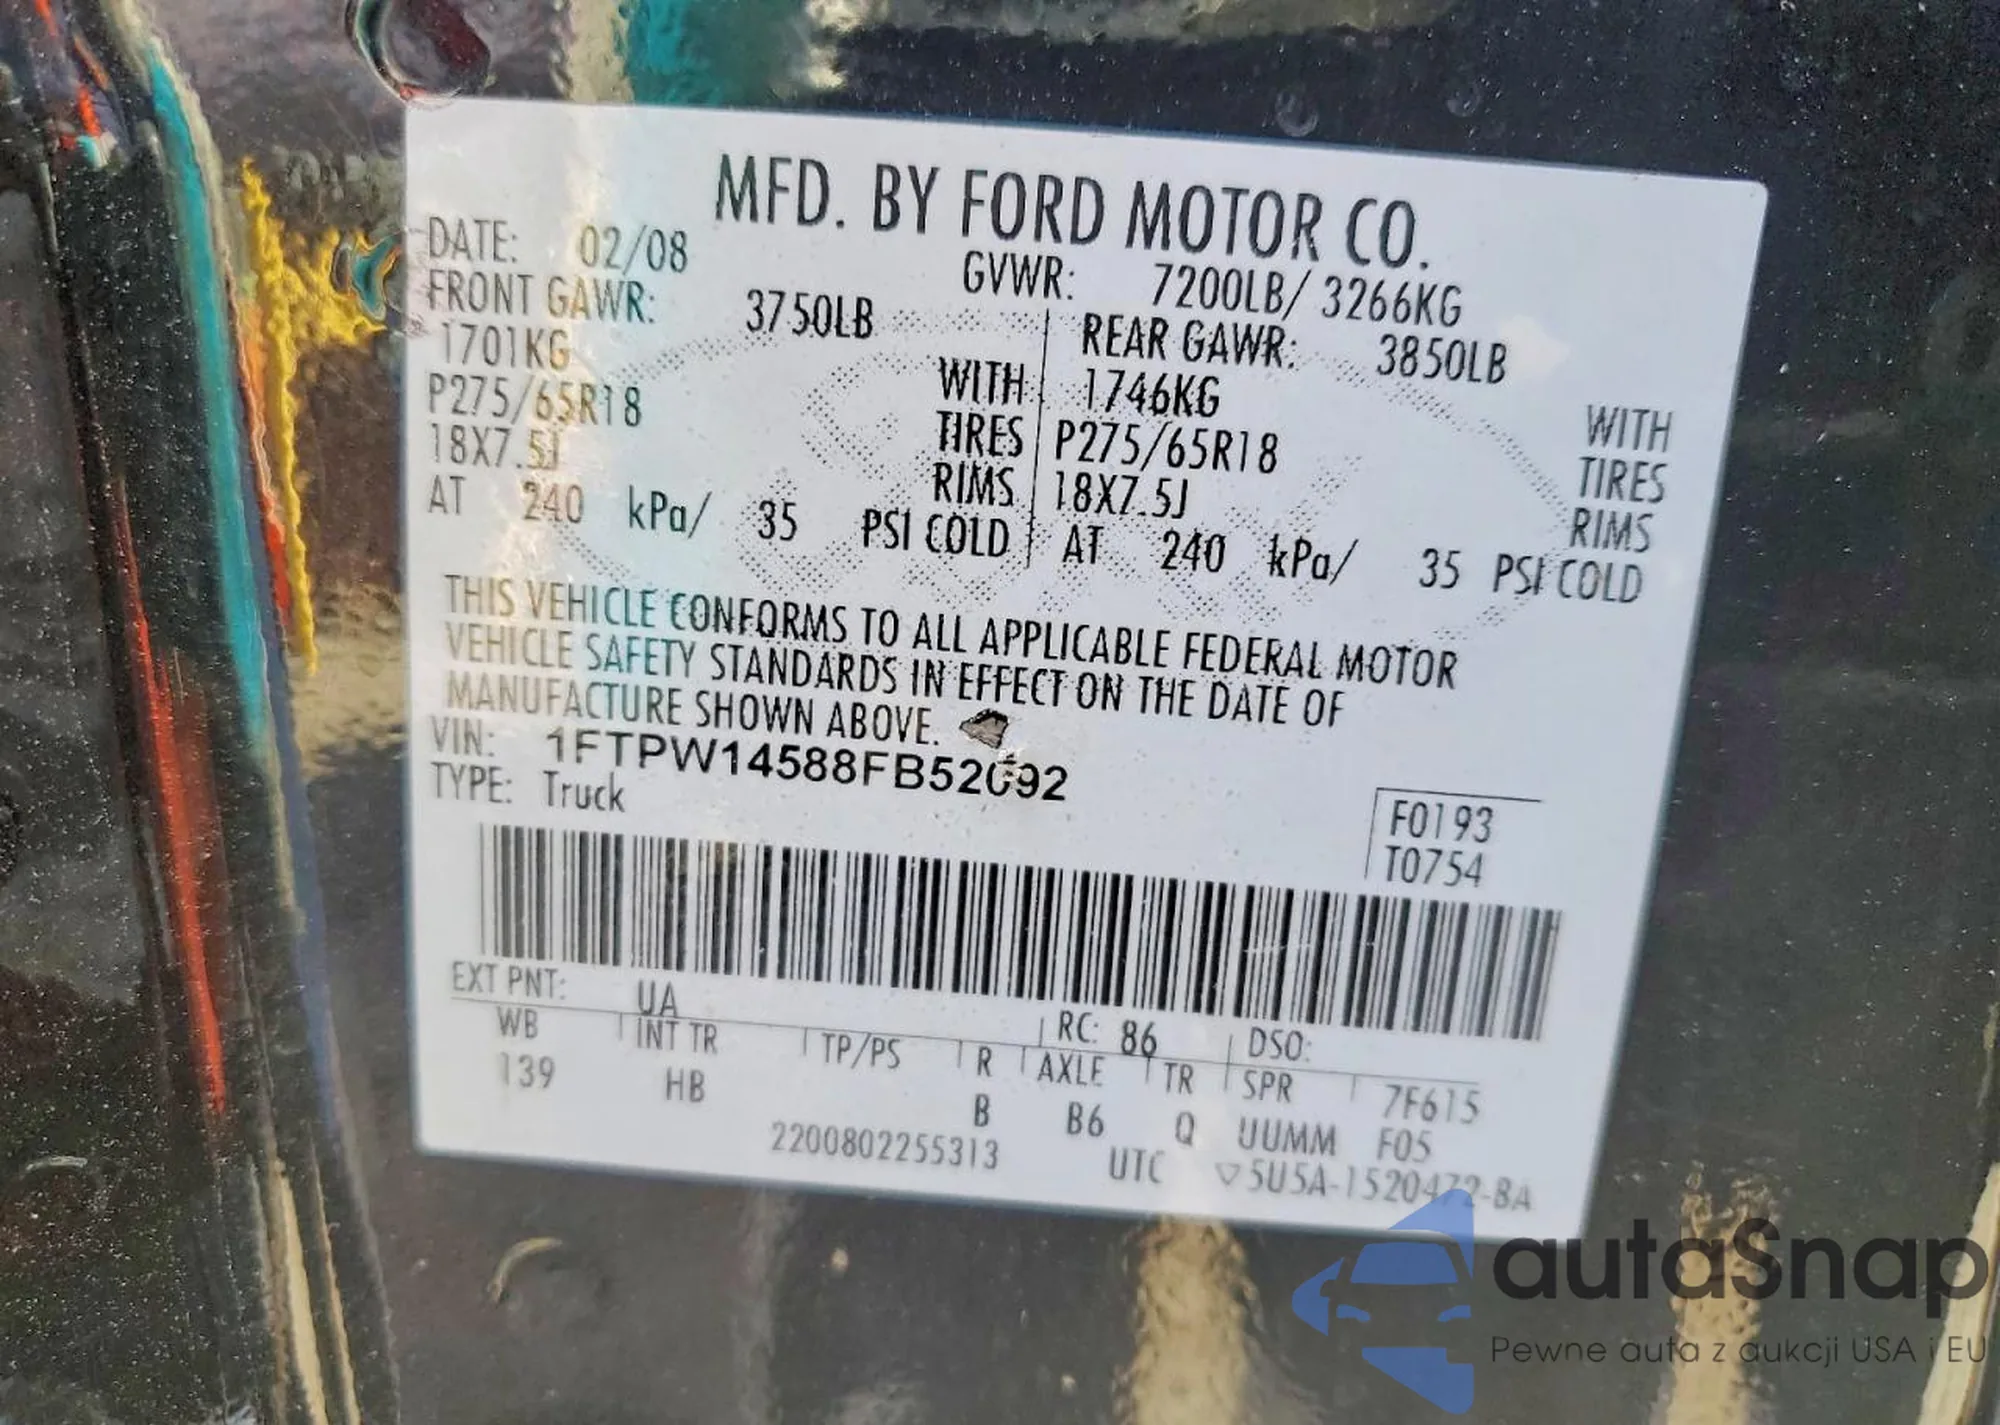 MFD. BY FORD MOTOR CO.
DATE: 02/08 GVWR: 7200LB/ 3266KG
FRONT GAWR: 3750LB REAR GAWR: 3850LB
1701KG WITH 1746KG WITH
P275/65R18 TIRES P275/65R18 TIRES
18X7.5J RIMS 18X7.5J RIMS
AT 240 kPa/ 35 PSI COLD AT 240 kPa/ 35 PSI COLD
THIS VEHICLE CONFORMS TO ALL APPLICABLE FEDERAL MOTOR
VEHICLE SAFETY STANDARDS IN EFFECT ON THE DATE OF
MANUFACTURE SHOWN ABOVE.
VIN: 1FTPW14588FB52092
TYPE: Truck
F0193
T0754
EXT PNT: UA RC: 86 DSO:
WB INT TR TP/PS R AXLE TR SPR 7F615
139 HB B B6 Q UUMM F05
2200802255313 UTC ▽5U5A-1520472-BA
autaSnap
Pewne auta z aukcji USA i EU